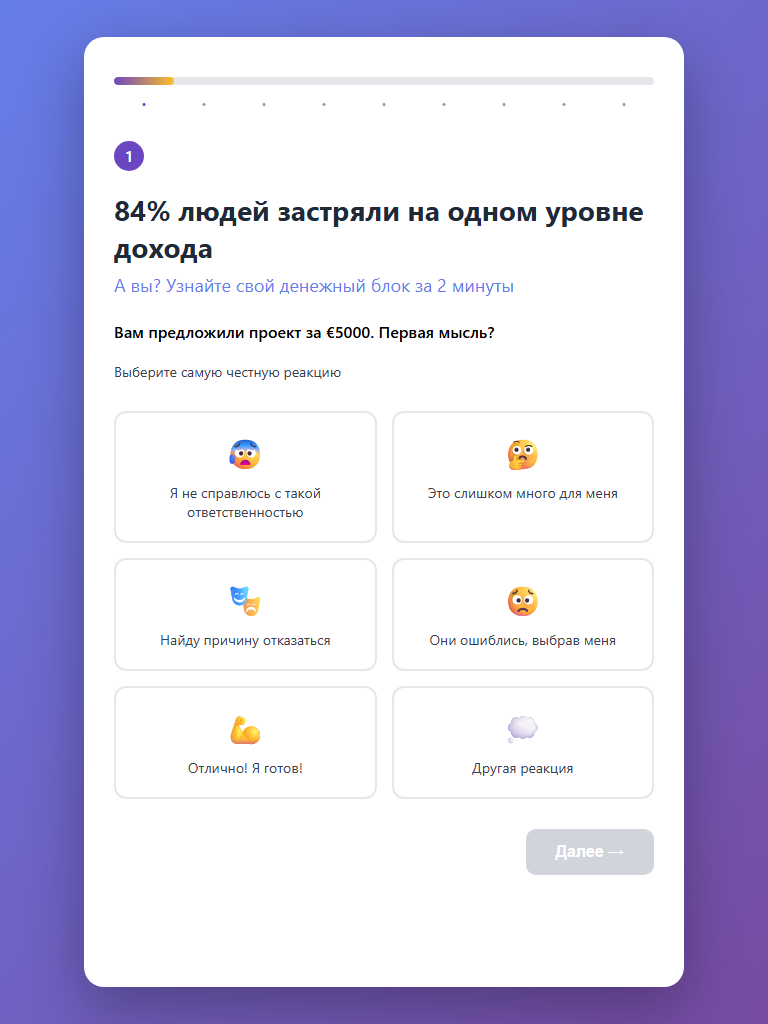 1
84% людей застряли на одном уровне
дохода
А вы? Узнайте свой денежный блок за 2 минуты
Вам предложили проект за €5000. Первая мысль?
Выберите самую честную реакцию
Я не справлюсь с такой
ответственностью
Это слишком много для меня
Найду причину отказаться
Они ошиблись, выбрав меня
Отлично! Я готов!
Другая реакция
Далее →